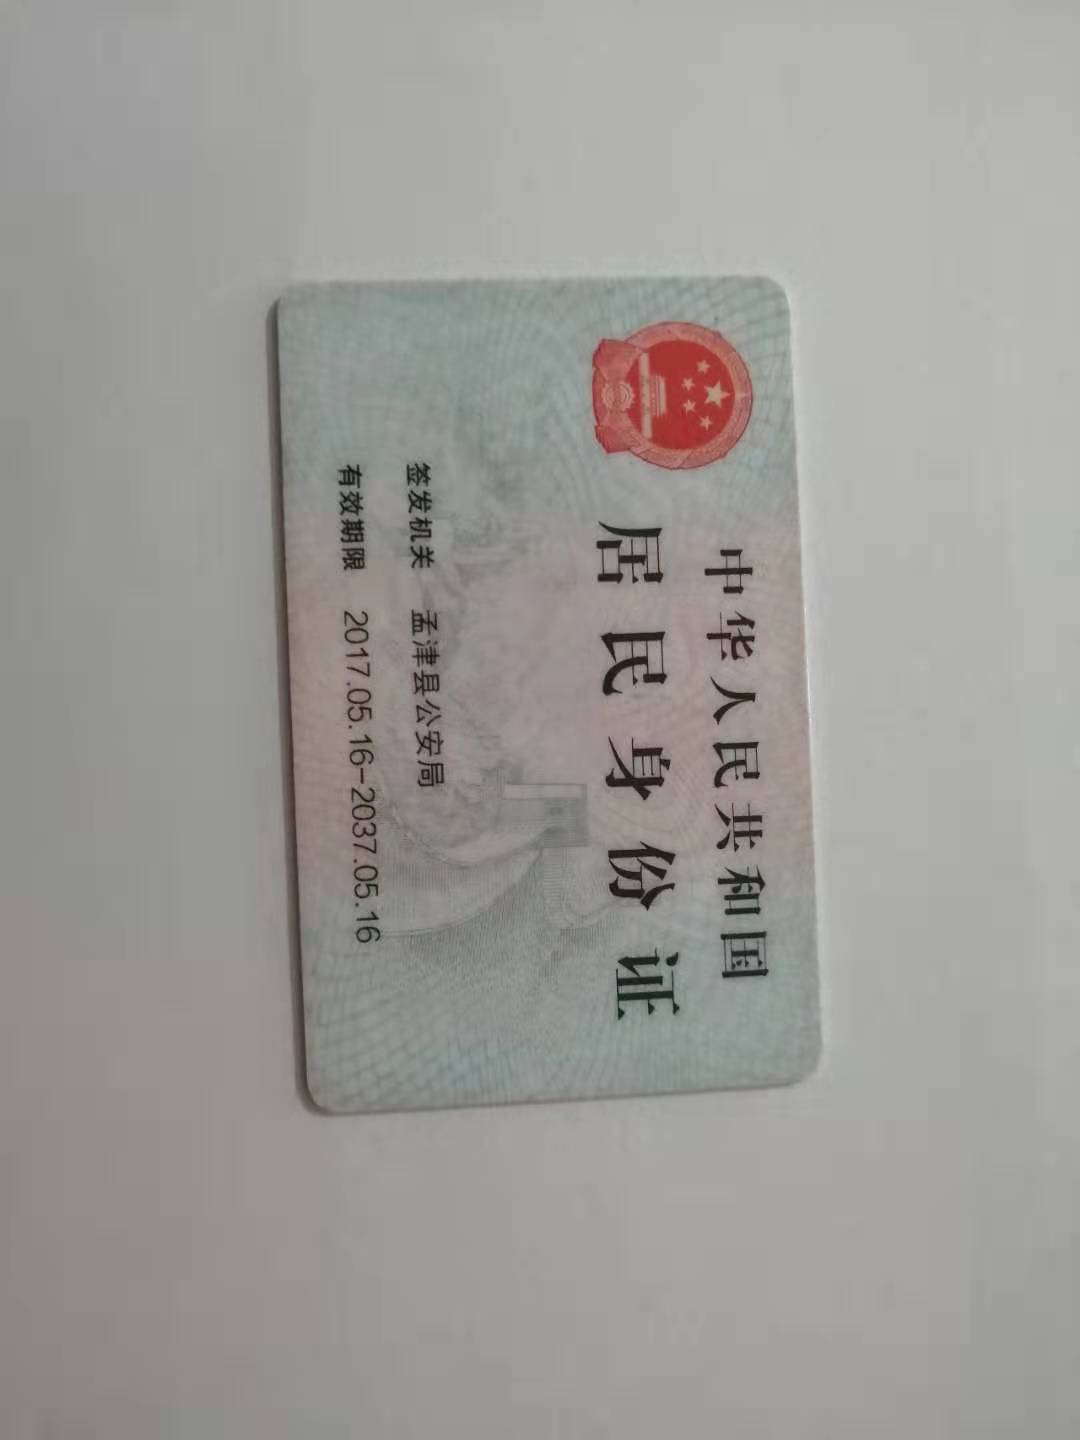 中华人民共和国
居民身份证
签发机关 孟津县公安局
有效期限 2017.05.16-2037.05.16